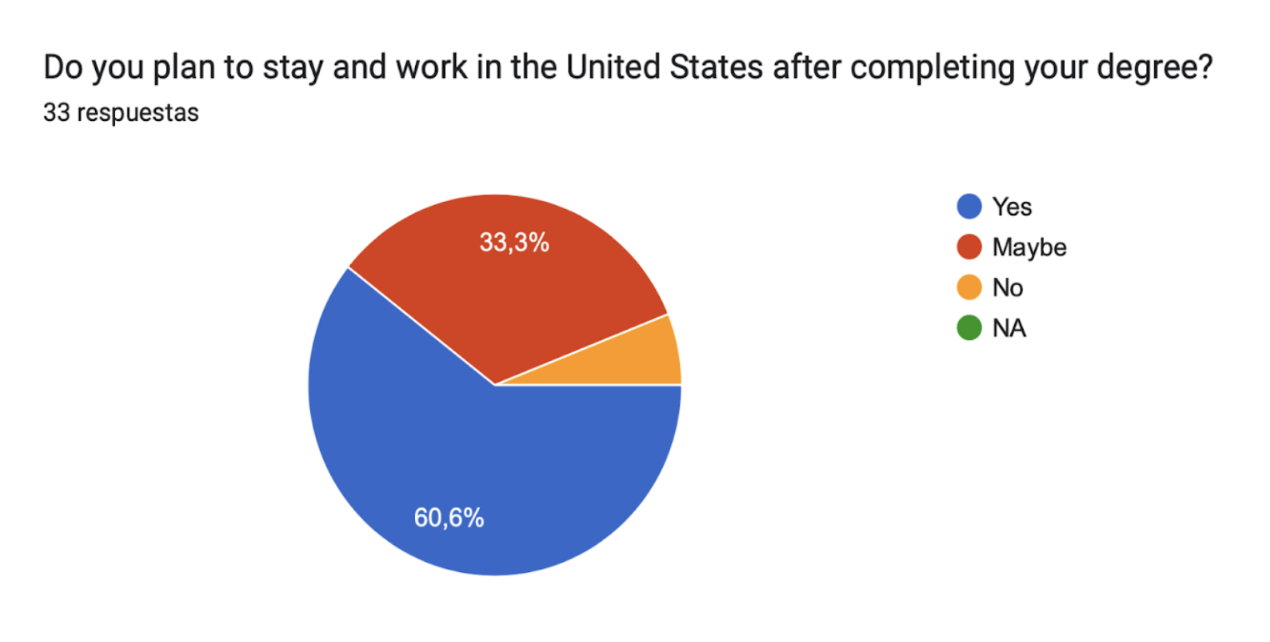 Do you plan to stay and work in the United States after completing your degree?
33 respuestas
33,3%
60,6%
Yes
Maybe
No
NA